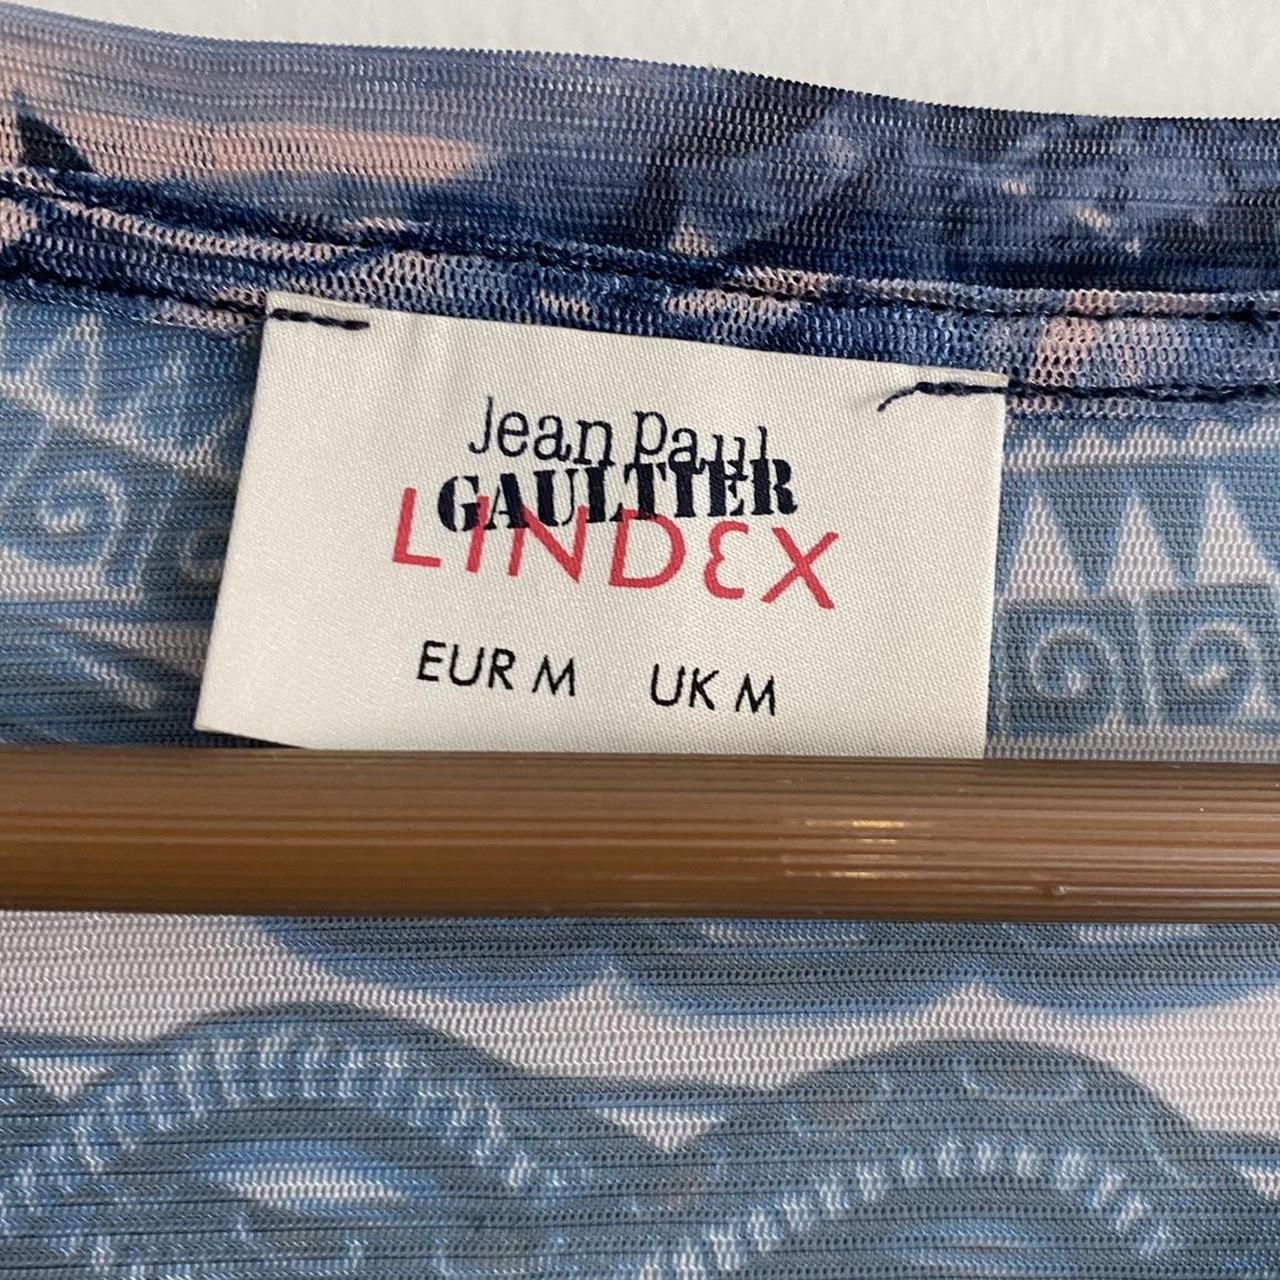 Jean Paul
GAULTIER
LINDEX
EUR M UK M